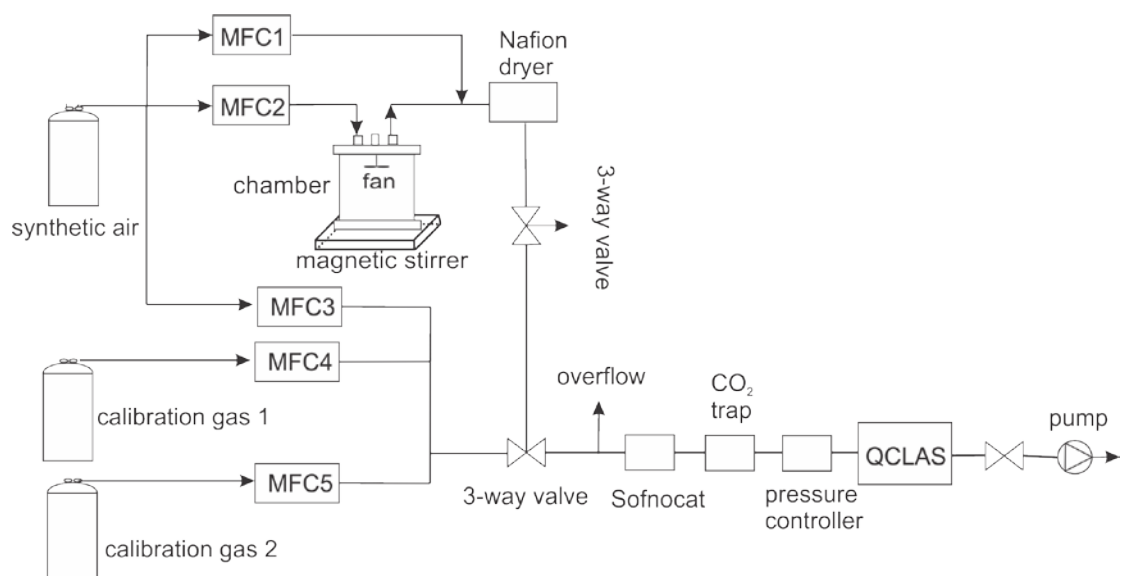 MFC1
Nafion
dryer
MFC2
chamber
fan
3-way valve
synthetic air
magnetic stirrer
MFC3
MFC4
calibration gas 1
overflow
CO₂
trap
pump
QCLAS
MFC5
3-way valve
Sofnocat
pressure
controller
calibration gas 2